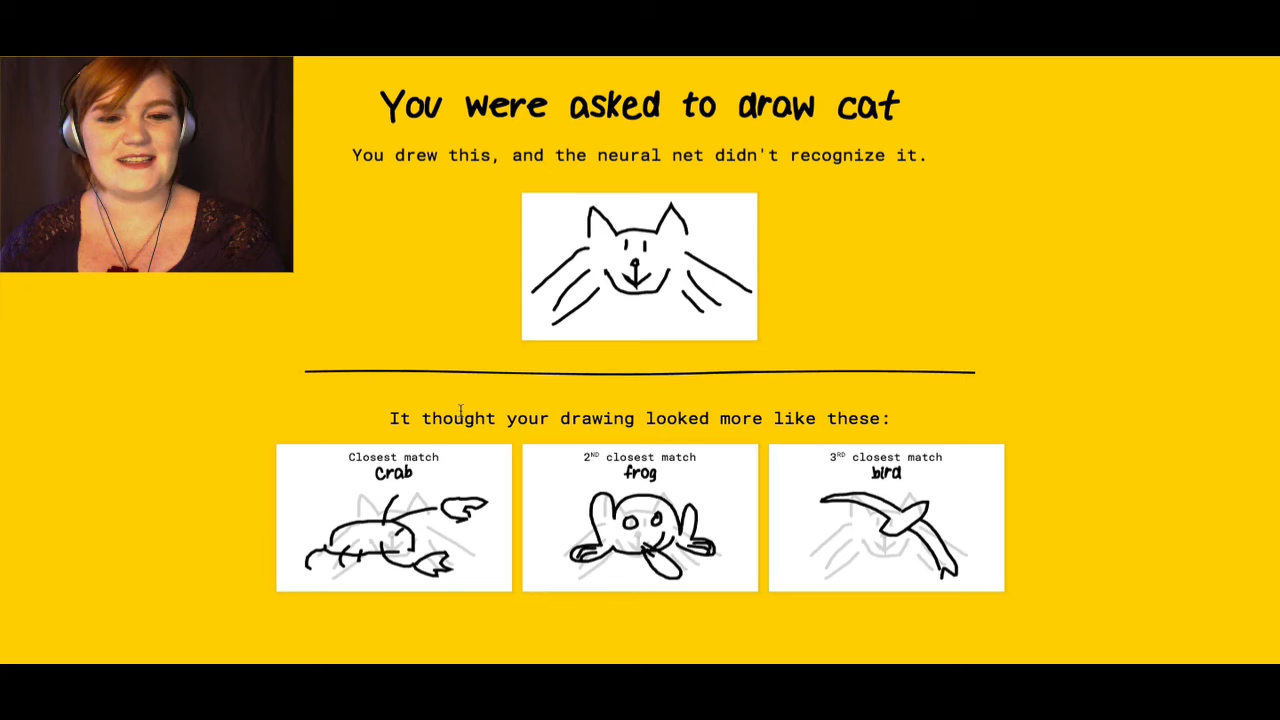 You were asked to draw cat
You drew this, and the neural net didn't recognize it.
It thought your drawing looked more like these:
Closest match
crab
2ND closest match
frog
3RD closest match
bird